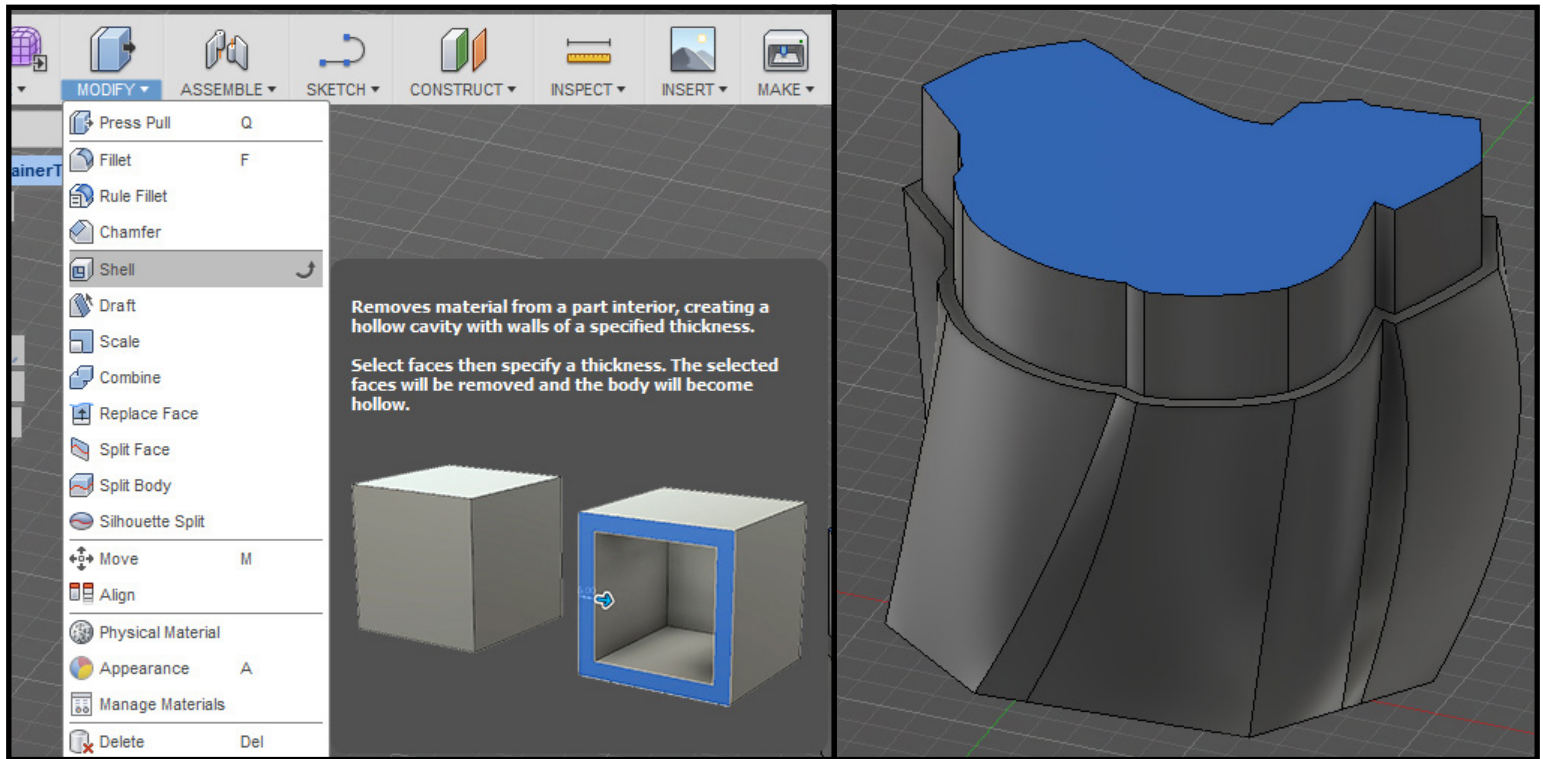 MODIFY
ASSEMBLE
SKETCH
CONSTRUCT
INSPECT
INSERT
MAKE
Press Pull Q
ainerT
Fillet F
Rule Fillet
Chamfer
Shell
Draft
Scale
Combine
Replace Face
Split Face
Split Body
Silhouette Split
Move M
Align
Physical Material
Appearance A
Manage Materials
Delete Del
Removes material from a part interior, creating a
hollow cavity with walls of a specified thickness.
Select faces then specify a thickness. The selected
faces will be removed and the body will become
hollow.